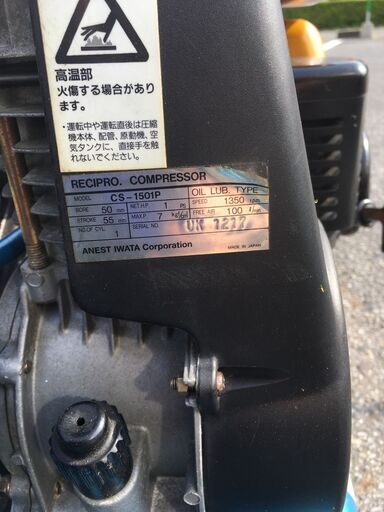 高温部
火傷する場合があり
ます。
・運転中や運転直後は圧縮
機本体、配管、原動機、空
気タンクに、直接手を触
れないでください。
RECIPRO. COMPRESSOR
MODEL CS-1501P OIL LUB. TYPE
BORE 50 mm NET.H.P. 1 PS SPEED 1350 rpm
STROKE 55 mm MAX.P. 7 kg/cm² FREE AIR 100 ℓ/min
NO.OF CYL. 1 SERIAL NO. 1217
ANEST IWATA Corporation MADE IN JAPAN